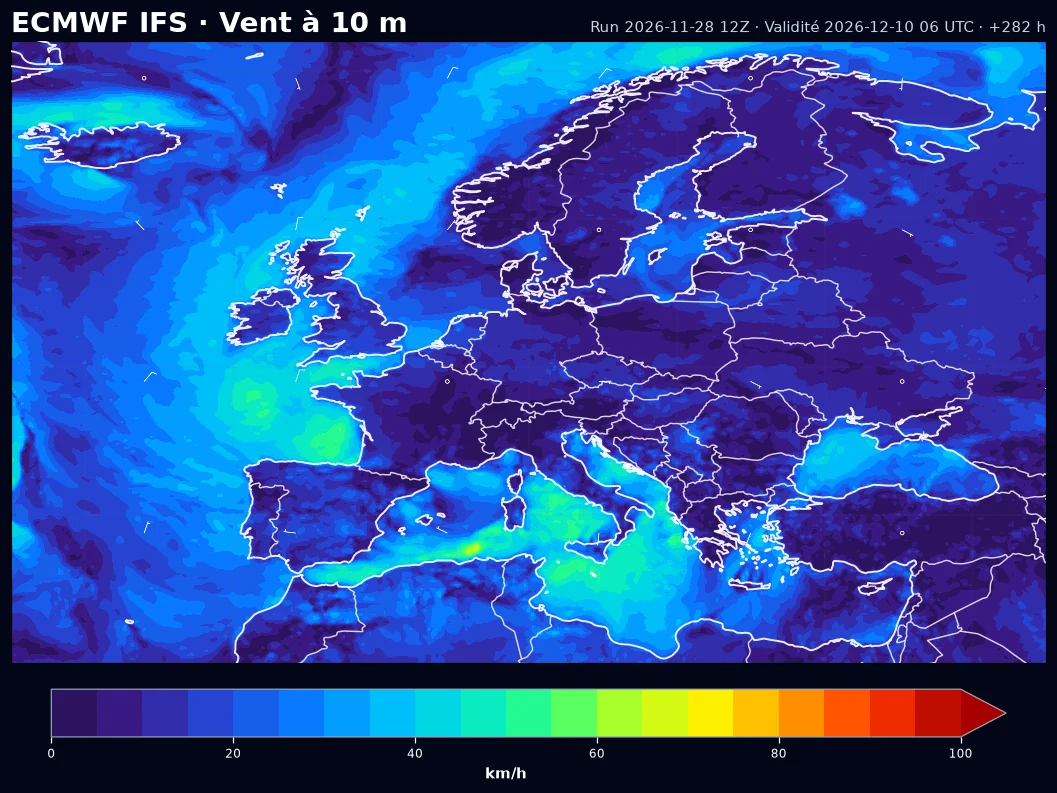 ECMWF IFS · Vent à 10 m
Run 2026-11-28 12Z · Validité 2026-12-10 06 UTC · +282 h
0 20 40 60 80 100
km/h